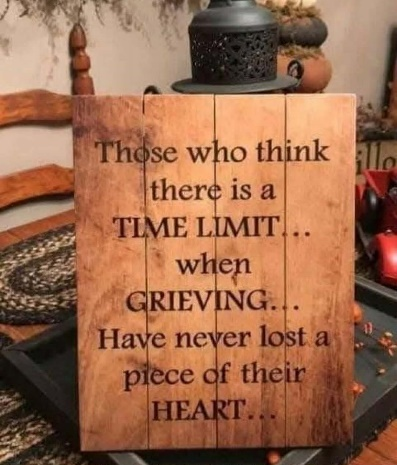 Those who think
there is a
TIME LIMIT...
when
GRIEVING...
Have never lost a
piece of their
HEART...